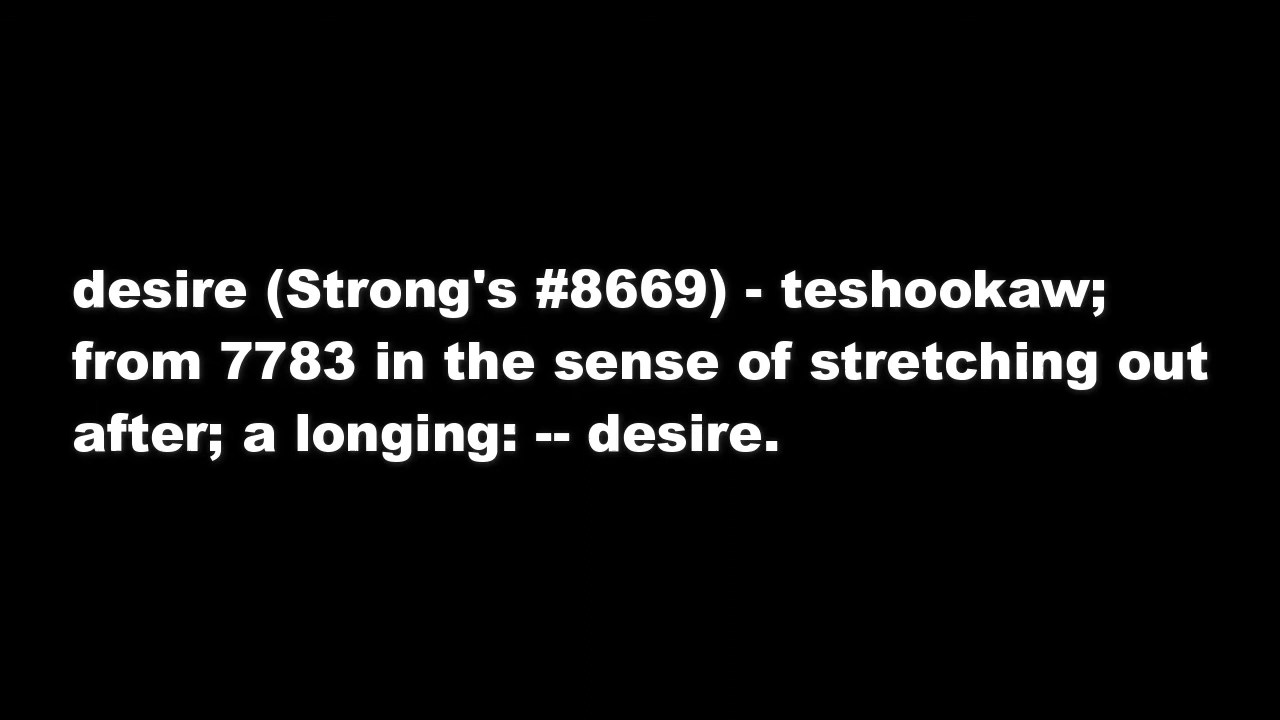 desire (Strong's #8669) - teshookaw;
from 7783 in the sense of stretching out
after; a longing: -- desire.